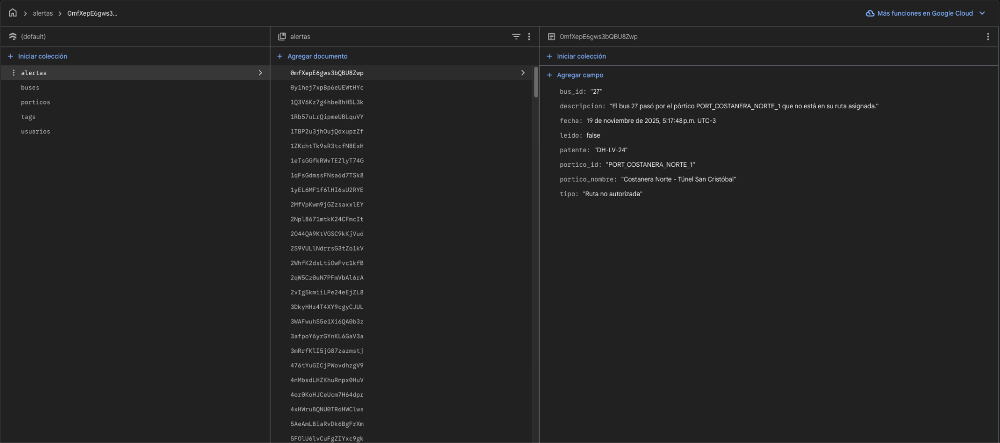 alertas
0mfXepE6gws3...
Más funciones en Google Cloud
(default)
alertas
0mfXepE6gws3bQBU8Zwp
Iniciar colección
Agregar documento
Iniciar colección
alertas
buses
porticos
tags
usuarios
0mfXepE6gws3bQBU8Zwp
0y1hej7xpBp6eUEWtHYc
1Q3V6Kz7g4hbe8hH5L3k
1Rb57uLrQipmeUBLquVY
1TBP2u3jhOujQdxupzZf
1ZKchtTk9sR3tcfN8ExH
1eTsGGfkRWvTEZlyT74G
1qFsGdmssFNsa6d7TSk8
1yEL6MF1f6lHI6sU2RYE
2MfVpKwm9jGZzsaxxlEY
2Npl8671mtkK24CFmcIt
2O44QA9KtVGSC9kKjVud
2S9VULlNdrrsG3tZo1kV
2WhfK2dsLtiOwFvc1kfB
2qW5Cz0uN7PFmVbAl6rA
2vIg5kmiiLPe24eEjZL8
3DkyHHz4T4XY9cgyCJUL
3WAFwuhS5e1Xi6QA0b3z
3afpoY6yrGYnKL6GaV3a
3mRrfKlI5jG87zazmstj
476tYuGICjPWovdhzgV9
4nMbsdLHZKhuRnpx0HuV
4or0KoHJCeUcm7H64dpr
4xHWruBQNU0TRdHWClws
5AeAmLBiaRvDk6BgFrXm
5FOlU6lvCuFgZIYxc9gk
Agregar campo
bus_id: "27"
descripcion: "El bus 27 pasó por el pórtico PORT_COSTANERA_NORTE_1 que no está en su ruta asignada."
fecha: 19 de noviembre de 2025, 5:17:48 p.m. UTC-3
leido: false
patente: "DH-LV-24"
portico_id: "PORT_COSTANERA_NORTE_1"
portico_nombre: "Costanera Norte - Túnel San Cristóbal"
tipo: "Ruta no autorizada"